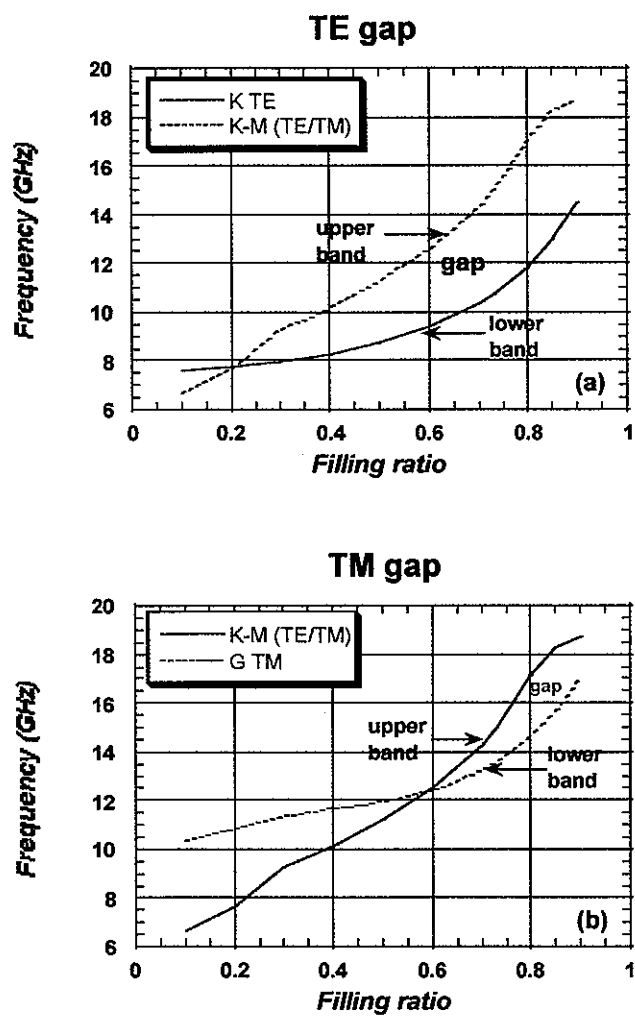 TE gap
20
18
16
14
12
10
8
6
K TE
K-M (TE/TM)
upper
band
gap
lower
band
(a)
0
0.2
0.4
0.6
0.8
1
Filling ratio
Frequency (GHz)
TM gap
20
18
16
14
12
10
8
6
K-M (TE/TM)
G TM
gap
upper
band
lower
band
(b)
0
0.2
0.4
0.6
0.8
1
Filling ratio
Frequency (GHz)